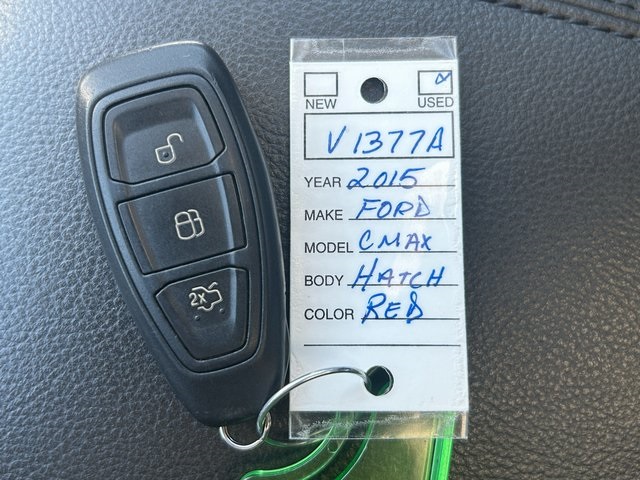 NEW USED
V1377A
YEAR 2015
MAKE FORD
MODEL CMAX
BODY HATCH
COLOR RED
2X